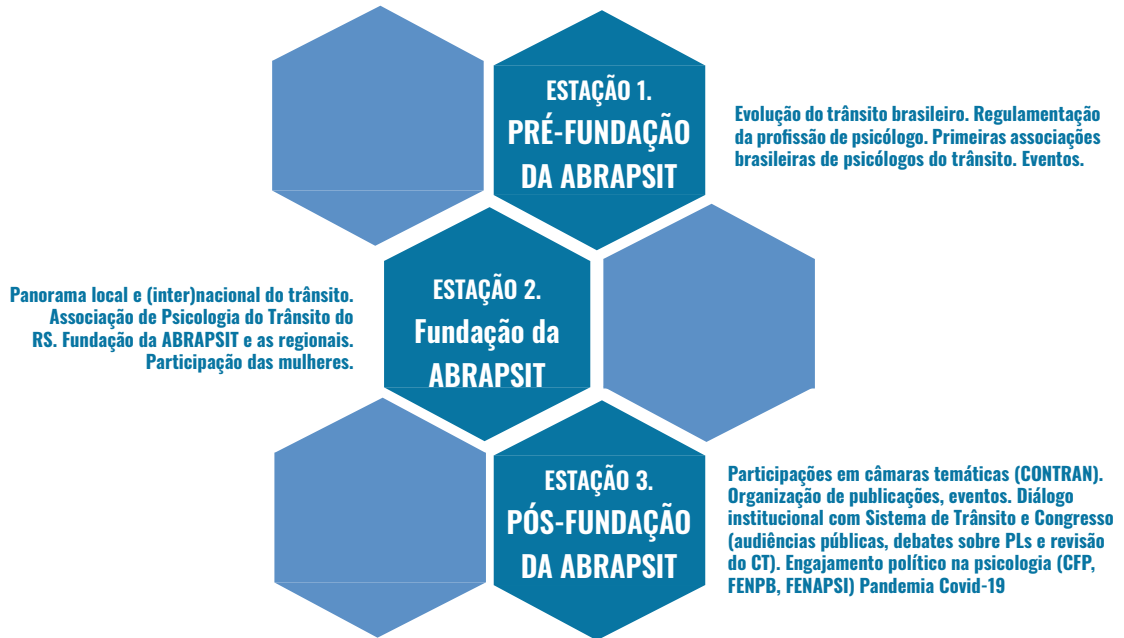 ESTAÇÃO 1.
PRÉ-FUNDAÇÃO
DA ABRAPSIT
Evolução do trânsito brasileiro. Regulamentação
da profissão de psicólogo. Primeiras associações
brasileiras de psicólogos do trânsito. Eventos.
ESTAÇÃO 2.
Fundação da
ABRAPSIT
Panorama local e (inter)nacional do trânsito.
Associação de Psicologia do Trânsito do
RS. Fundação da ABRAPSIT e as regionais.
Participação das mulheres.
ESTAÇÃO 3.
PÓS-FUNDAÇÃO
DA ABRAPSIT
Participações em câmaras temáticas (CONTRAN).
Organização de publicações, eventos. Diálogo
institucional com Sistema de Trânsito e Congresso
(audiências públicas, debates sobre PLs e revisão
do CT). Engajamento político na psicologia (CFP,
FENPB, FENAPSI) Pandemia Covid-19